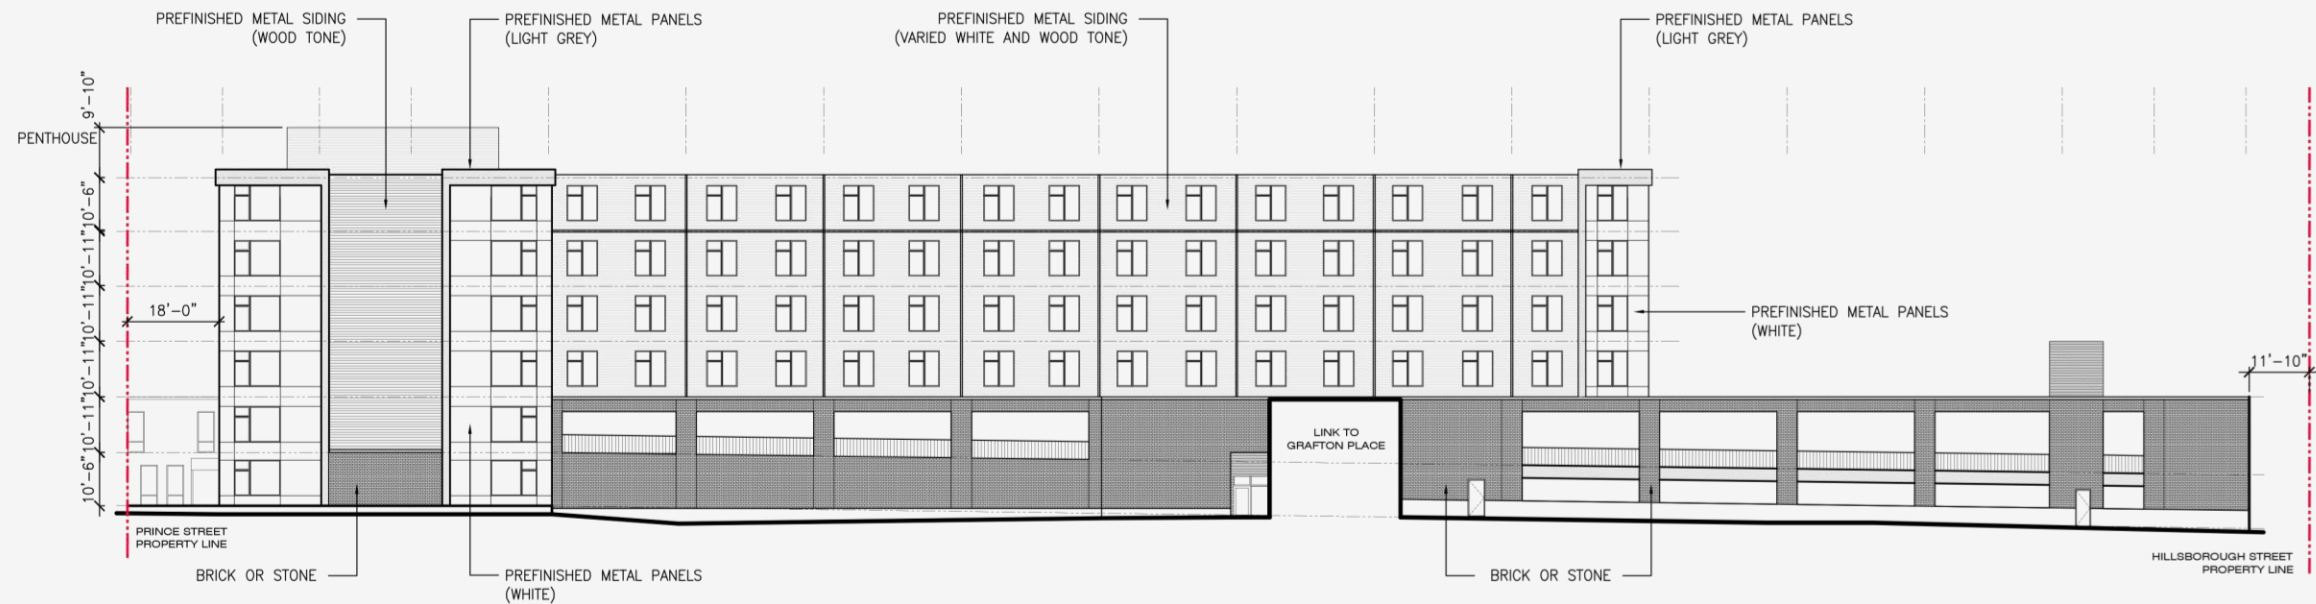 PREFINISHED METAL SIDING
(WOOD TONE)
PREFINISHED METAL PANELS
(LIGHT GREY)
PREFINISHED METAL SIDING
(VARIED WHITE AND WOOD TONE)
PREFINISHED METAL PANELS
(LIGHT GREY)
9'-10"
PENTHOUSE
10'-6"
10'-11"
10'-11"
10'-11"
10'-11"
10'-6"
18'-0"
PREFINISHED METAL PANELS
(WHITE)
11'-10"
LINK TO
GRAFTON PLACE
PRINCE STREET
PROPERTY LINE
BRICK OR STONE
PREFINISHED METAL PANELS
(WHITE)
BRICK OR STONE
HILLSBOROUGH STREET
PROPERTY LINE